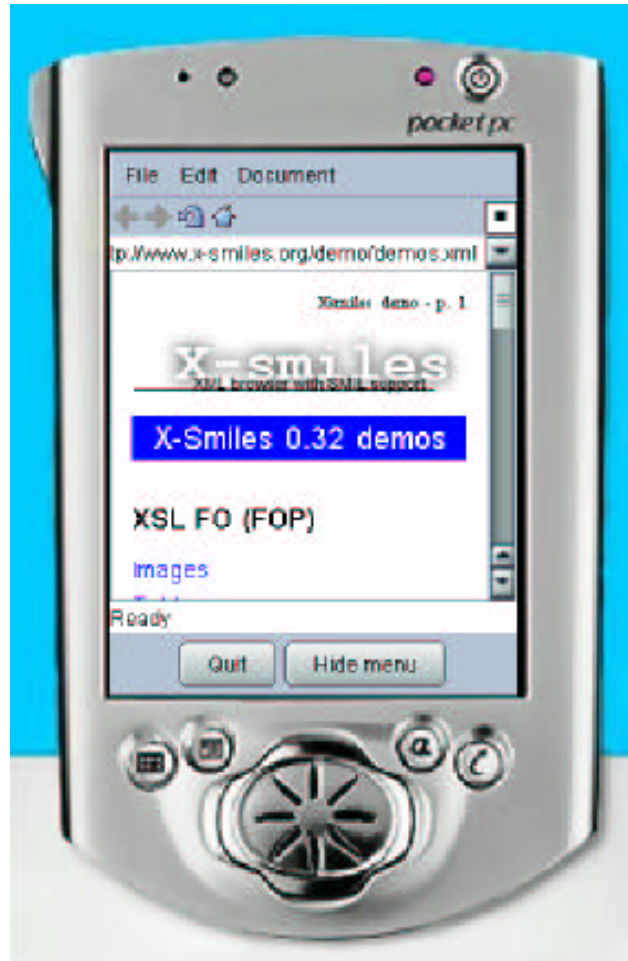 pocket pc
File Edit Document
tp://www.x-smiles.org/demo/demos.xml
Xsmiles demo - p. 1
X-smiles
XML browser with SMIL support.
X-Smiles 0.32 demos
XSL FO (FOP)
Images
Ready
Quit Hide menu